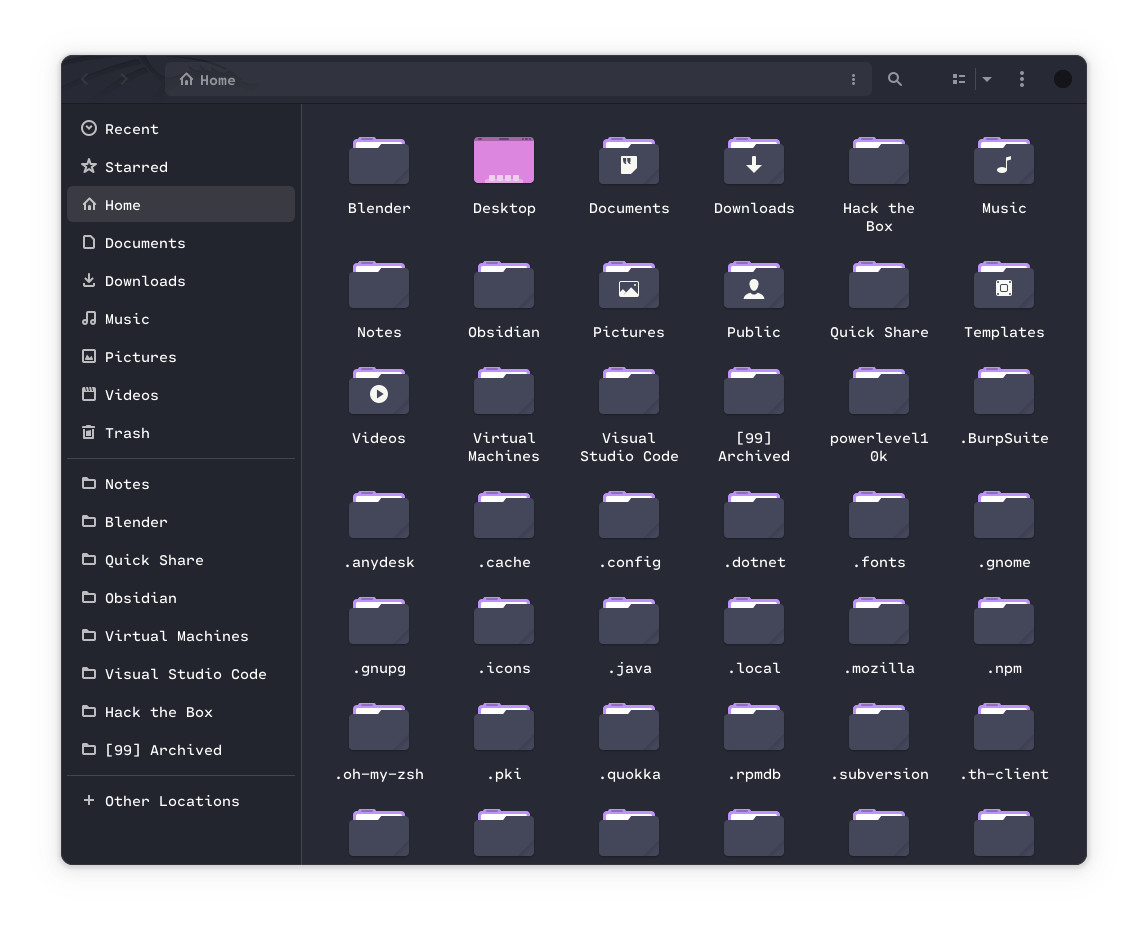 Home
Recent
Starred
Home
Documents
Downloads
Music
Pictures
Videos
Trash
Notes
Blender
Quick Share
Obsidian
Virtual Machines
Visual Studio Code
Hack the Box
[99] Archived
Other Locations
Blender
Desktop
Documents
Downloads
Hack the
Box
Music
Notes
Obsidian
Pictures
Public
Quick Share
Templates
Videos
Virtual
Machines
Visual
Studio Code
[99]
Archived
powerlevel1
0k
.BurpSuite
.anydesk
.cache
.config
.dotnet
.fonts
.gnome
.gnupg
.icons
.java
.local
.mozilla
.npm
.oh-my-zsh
.pki
.quokka
.rpmdb
.subversion
.th-client